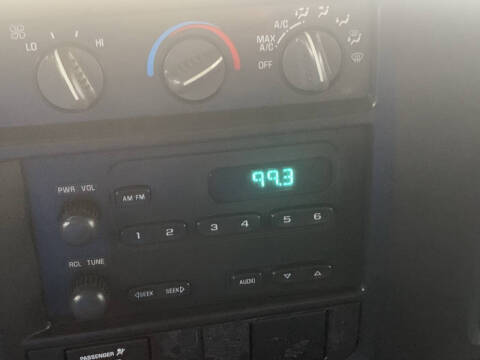 A/C
MAX
A/C
LO HI
OFF
99.3
PWR VOL
AM FM
1 2 3 4 5 6
RCL TUNE
SEEK SEEK
AUDIO
PASSENGER